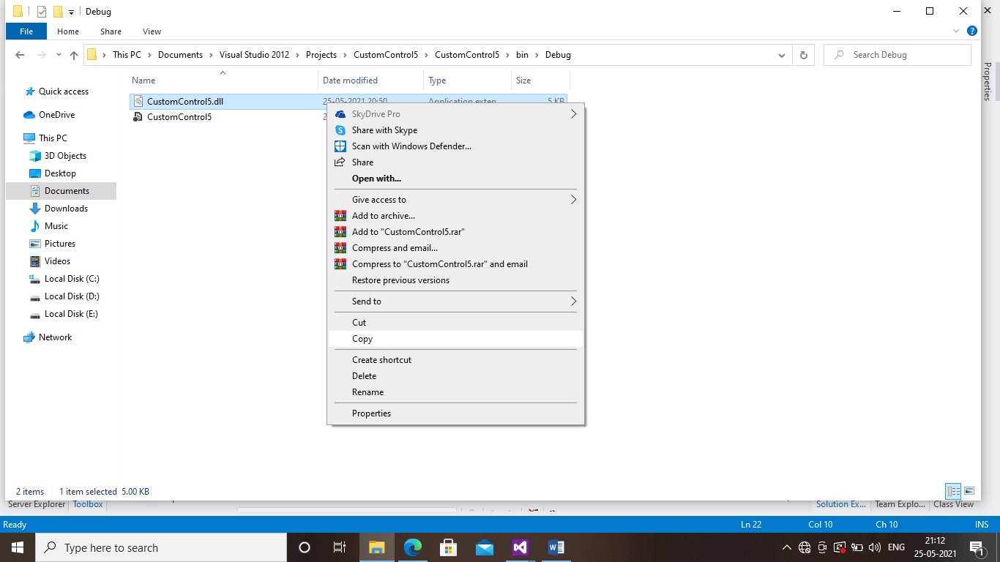 Debug
File Home Share View
This PC Documents Visual Studio 2012 Projects CustomControl5 CustomControl5 bin Debug
Search Debug
Properties
Name Date modified Type Size
Quick access
OneDrive
This PC
3D Objects
Desktop
Documents
Downloads
Music
Pictures
Videos
Local Disk (C:)
Local Disk (D:)
Local Disk (E:)
Network
CustomControl5.dll 25-05-2021 20:50 Application exten 5 KB
CustomControl5 2
SkyDrive Pro
Share with Skype
Scan with Windows Defender...
Share
Open with...
Give access to
Add to archive...
Add to "CustomControl5.rar"
Compress and email...
Compress to "CustomControl5.rar" and email
Restore previous versions
Send to
Cut
Copy
Create shortcut
Delete
Rename
Properties
2 items 1 item selected 5.00 KB
Server Explorer Toolbox Solution Ex... Team Explo... Class View
Ready Ln 22 Col 10 Ch 10 INS
Type here to search
ENG
21:12
25-05-2021
1